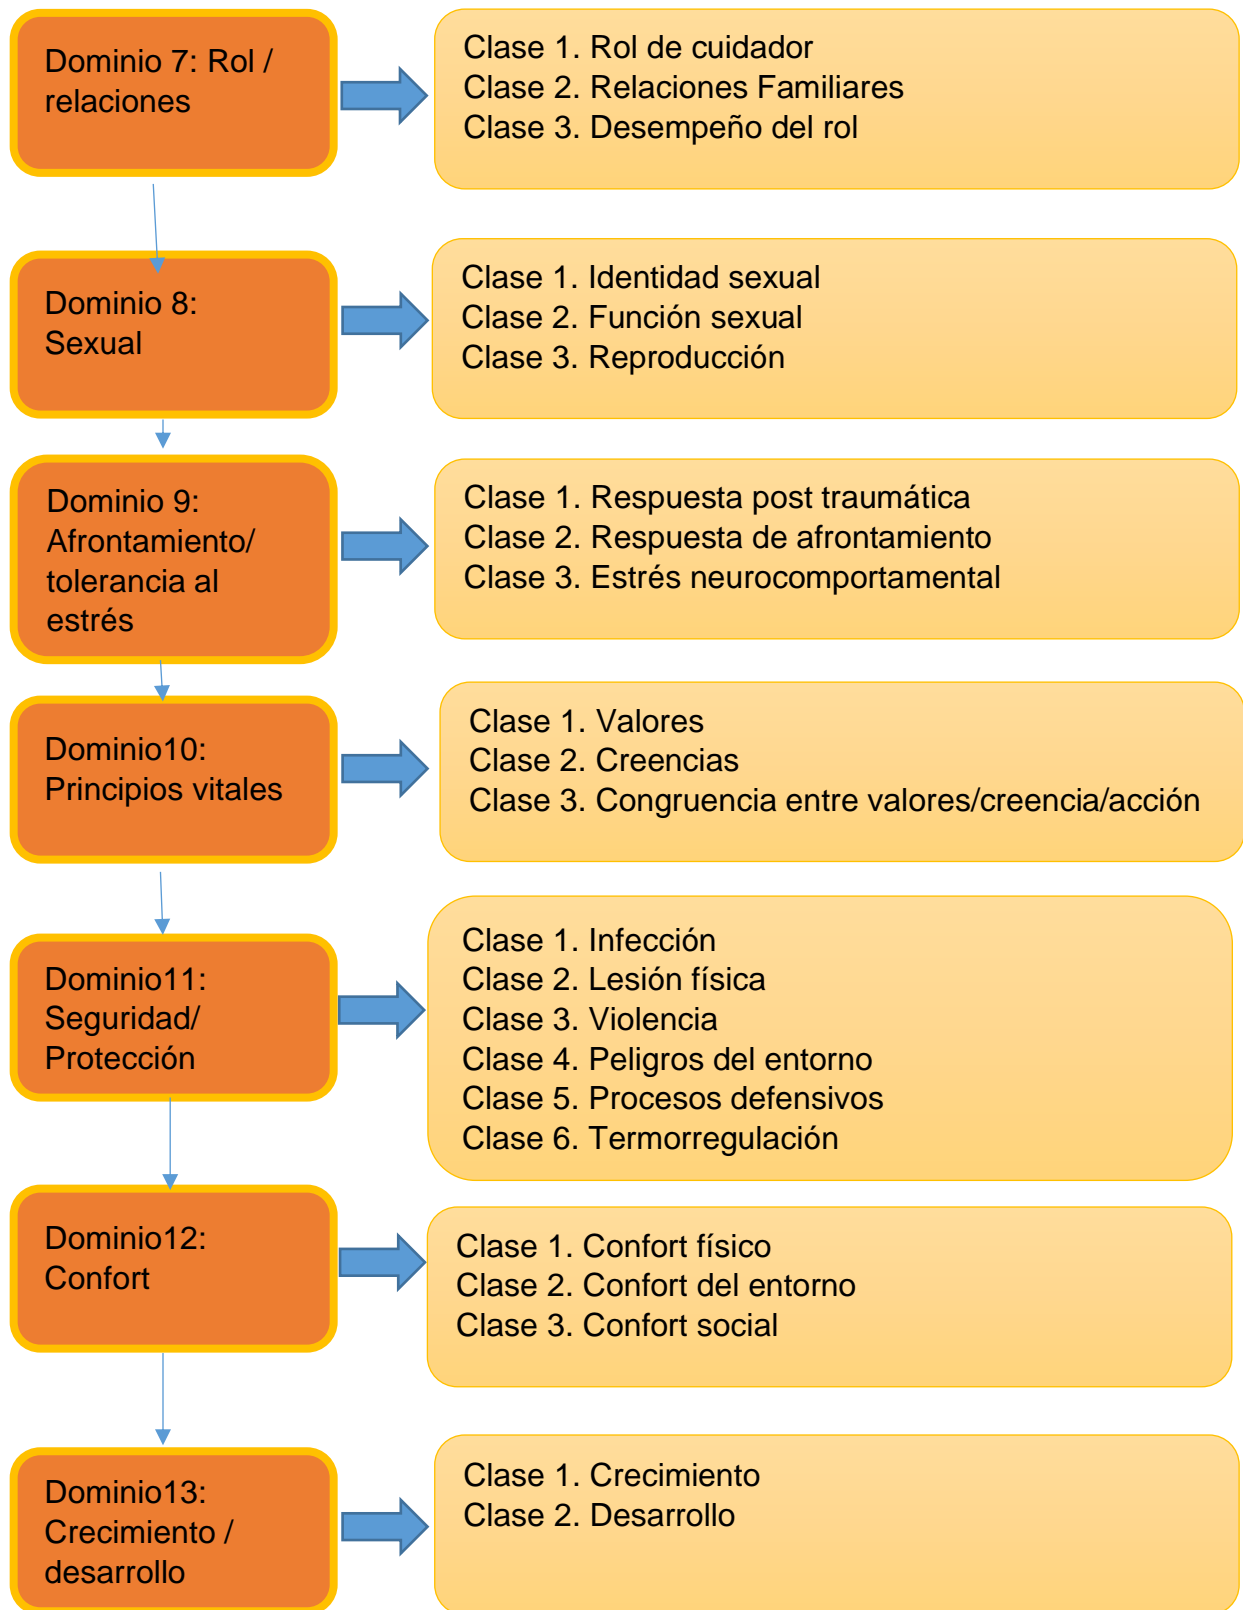 Dominio 7: Rol /
relaciones
Clase 1. Rol de cuidador
Clase 2. Relaciones Familiares
Clase 3. Desempeño del rol
Dominio 8:
Sexual
Clase 1. Identidad sexual
Clase 2. Función sexual
Clase 3. Reproducción
Dominio 9:
Afrontamiento/
tolerancia al
estrés
Clase 1. Respuesta post traumática
Clase 2. Respuesta de afrontamiento
Clase 3. Estrés neurocomportamental
Dominio10:
Principios vitales
Clase 1. Valores
Clase 2. Creencias
Clase 3. Congruencia entre valores/creencia/acción
Dominio11:
Seguridad/
Protección
Clase 1. Infección
Clase 2. Lesión física
Clase 3. Violencia
Clase 4. Peligros del entorno
Clase 5. Procesos defensivos
Clase 6. Termorregulación
Dominio12:
Confort
Clase 1. Confort físico
Clase 2. Confort del entorno
Clase 3. Confort social
Dominio13:
Crecimiento /
desarrollo
Clase 1. Crecimiento
Clase 2. Desarrollo